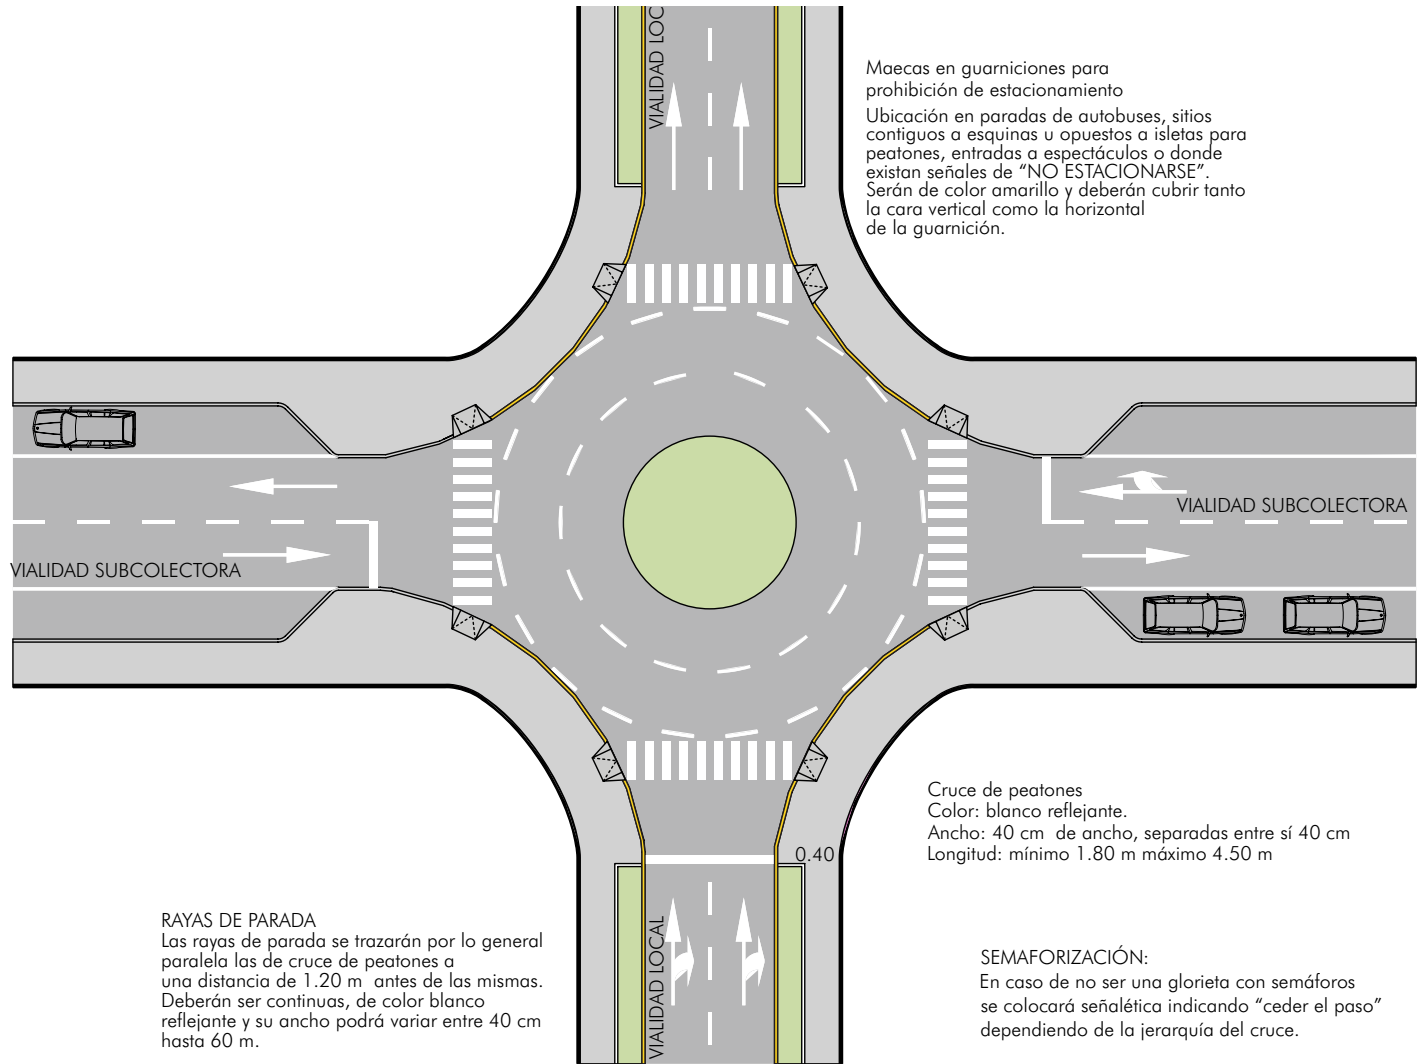 VIALIDAD LOC
Maecas en guarniciones para
prohibición de estacionamiento
Ubicación en paradas de autobuses, sitios
contiguos a esquinas u opuestos a isletas para
peatones, entradas a espectáculos o donde
existan señales de “NO ESTACIONARSE”.
Serán de color amarillo y deberán cubrir tanto
la cara vertical como la horizontal
de la guarnición.
VIALIDAD SUBCOLECTORA
VIALIDAD SUBCOLECTORA
Cruce de peatones
Color: blanco reflejante.
Ancho: 40 cm de ancho, separadas entre sí 40 cm
Longitud: mínimo 1.80 m máximo 4.50 m
0.40
RAYAS DE PARADA
Las rayas de parada se trazarán por lo general
paralela las de cruce de peatones a
una distancia de 1.20 m antes de las mismas.
Deberán ser continuas, de color blanco
reflejante y su ancho podrá variar entre 40 cm
hasta 60 m.
VIALIDAD LOCAL
SEMAFORIZACIÓN:
En caso de no ser una glorieta con semáforos
se colocará señalética indicando “ceder el paso”
dependiendo de la jerarquía del cruce.